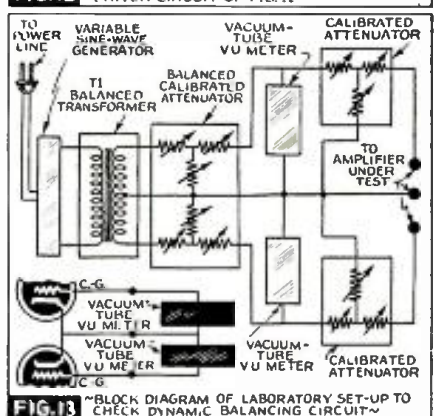 TO
POWER
LINE
VARIABLE
SINE-WAVE
GENERATOR
T1
BALANCED
TRANSFORMER
BALANCED
CALIBRATED
ATTENUATOR
VACUUM-
TUBE
VU METER
CALIBRATED
ATTENUATOR
TO
AMPLIFIER
UNDER
TEST
C.-G.
VACUUM-
TUBE
VU METER
VACUUM-
TUBE
VU METER
C.-G.
VACUUM-
TUBE
VU METER
CALIBRATED
ATTENUATOR
~BLOCK DIAGRAM OF LABORATORY SET-UP TO
CHECK DYNAMIC BALANCING CIRCUIT~